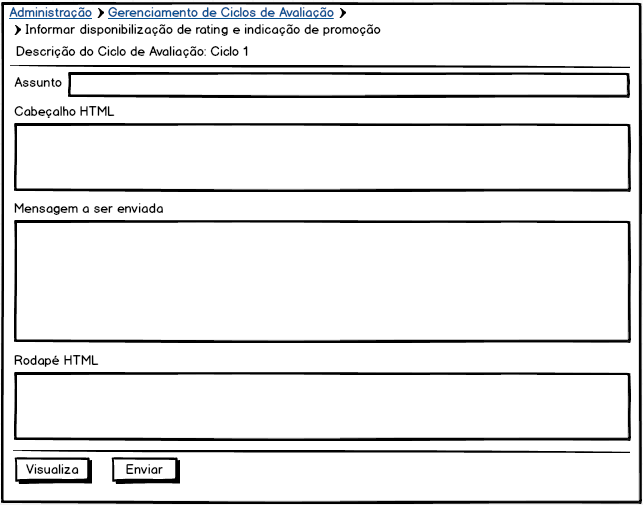 Administração ❯ Gerenciamento de Ciclos de Avaliação ❯
❯ Informar disponibilização de rating e indicação de promoção
Descrição do Ciclo de Avaliação: Ciclo 1
Assunto
Cabeçalho HTML
Mensagem a ser enviada
Rodapé HTML
Visualiza Enviar